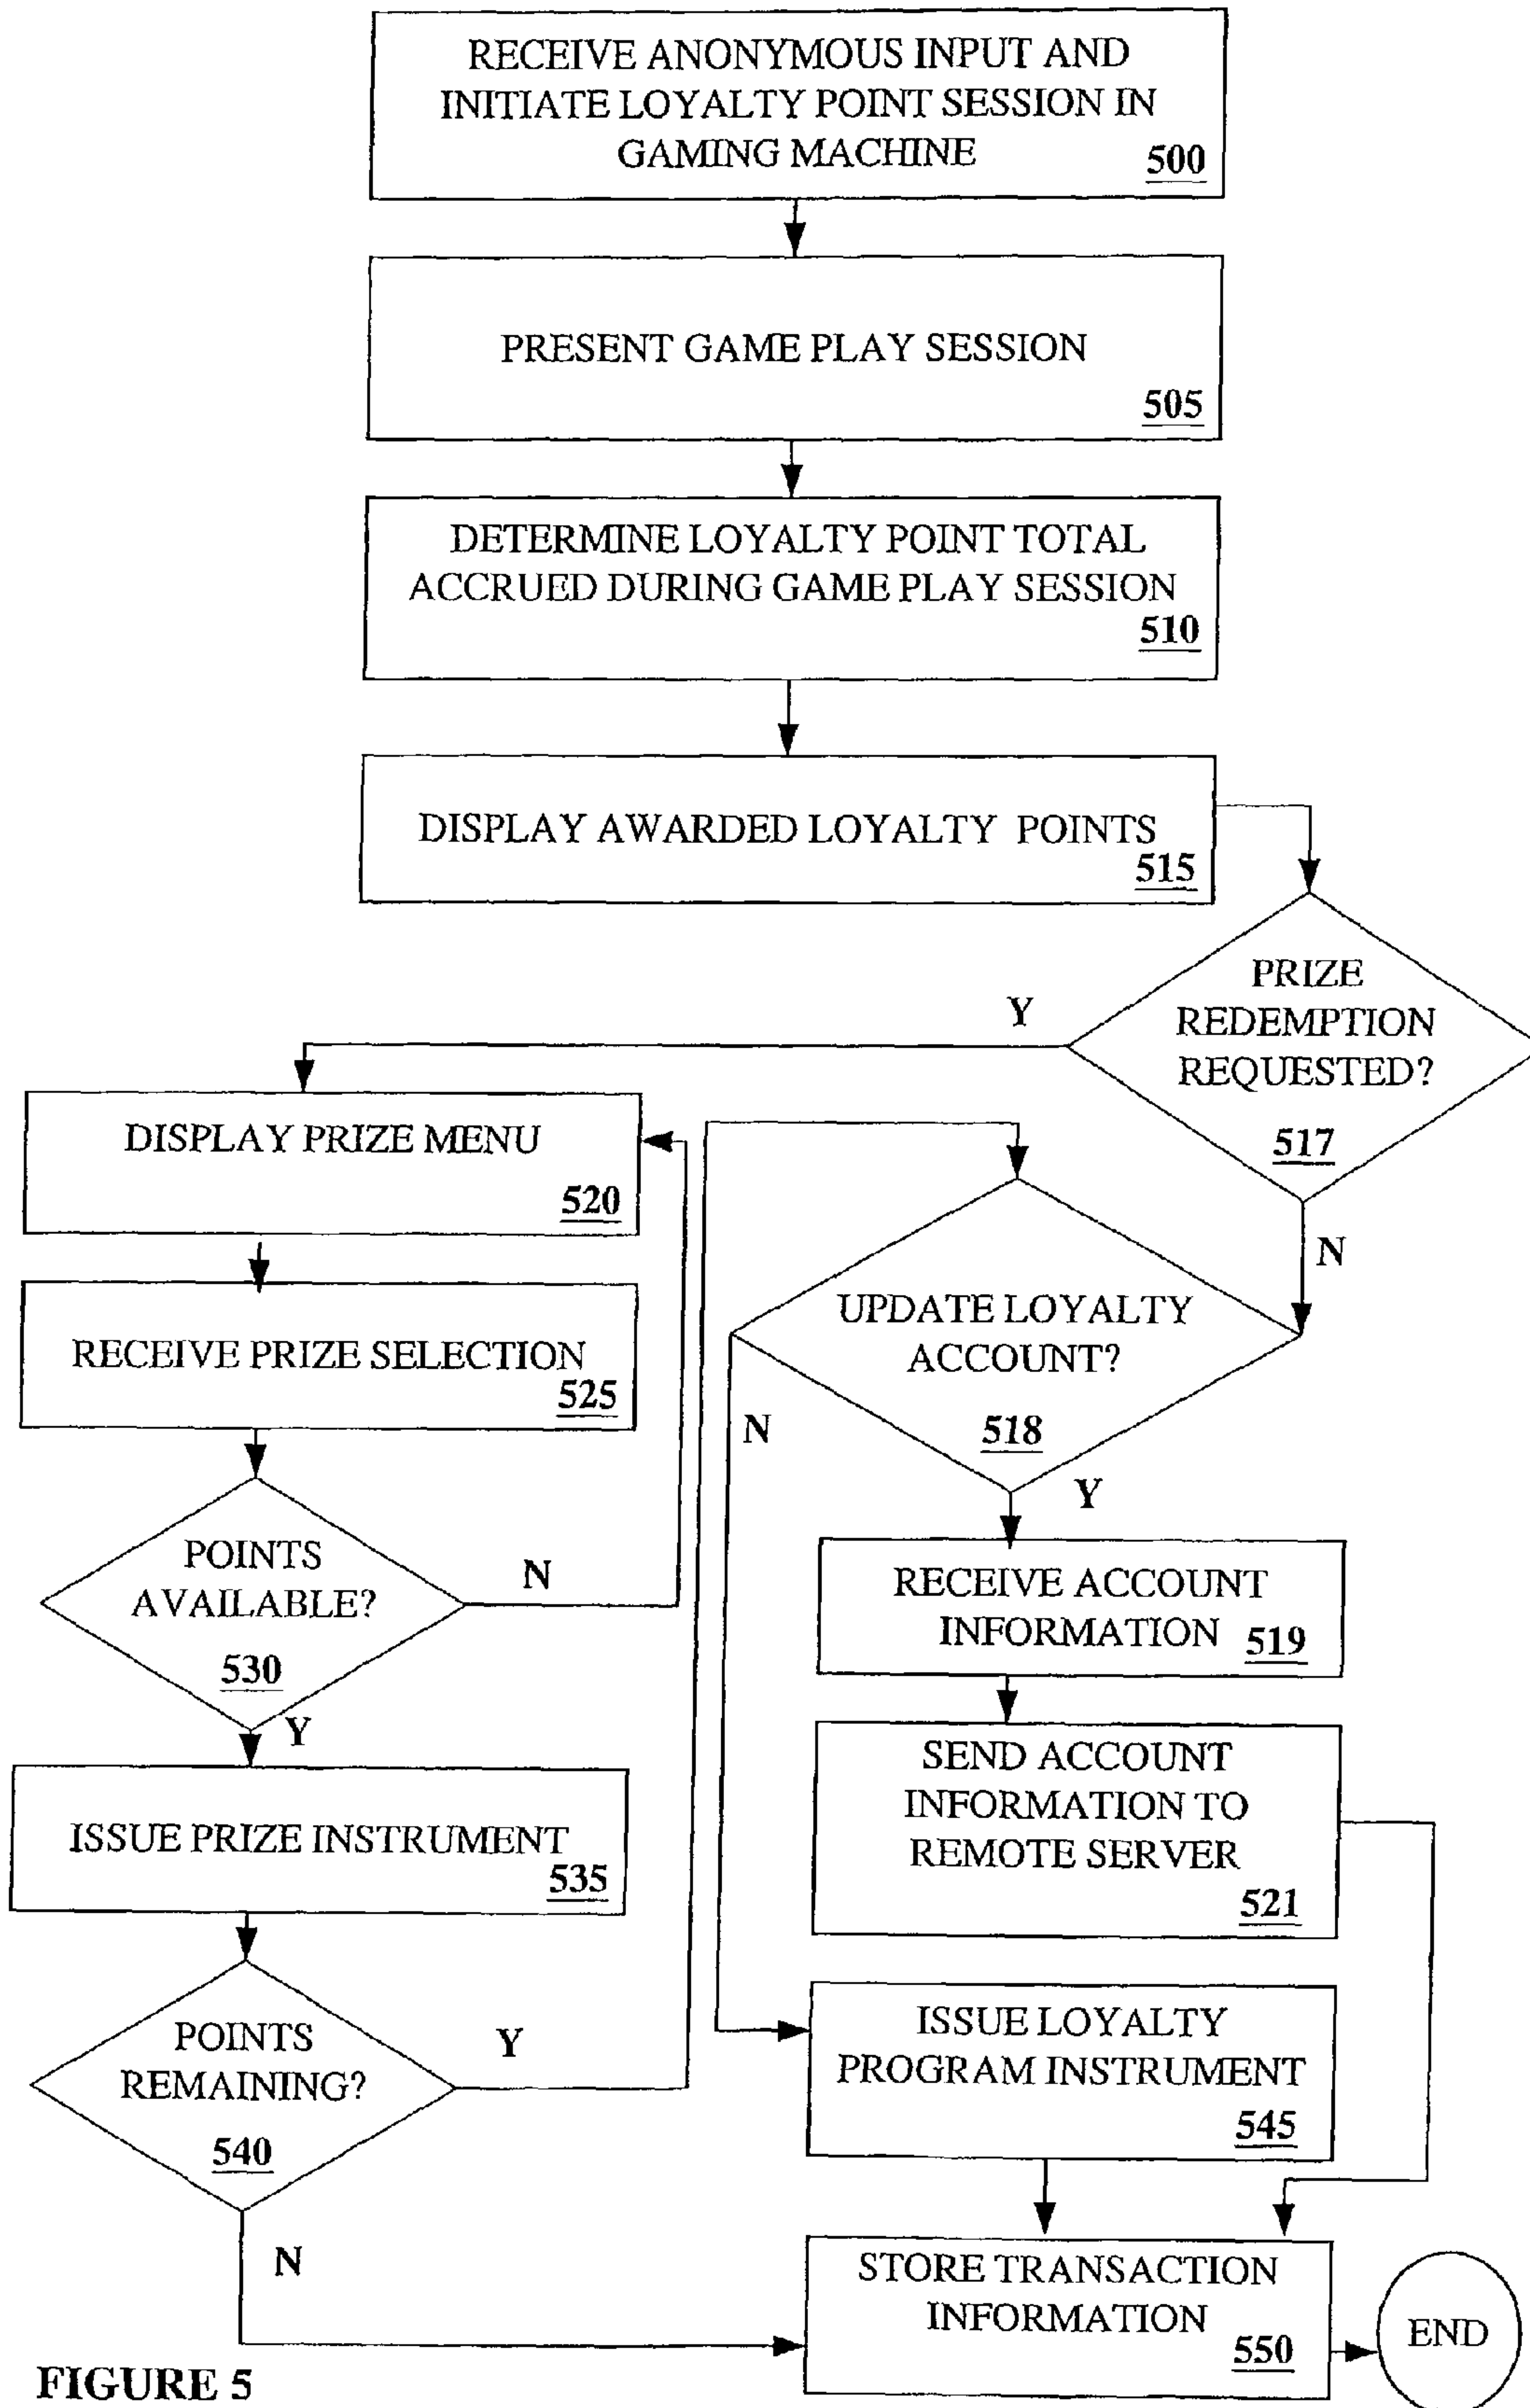 RECEIVE ANONYMOUS INPUT AND
INITIATE LOYALTY POINT SESSION IN
GAMING MACHINE
500
PRESENT GAME PLAY SESSION
505
DETERMINE LOYALTY POINT TOTAL
ACCRUED DURING GAME PLAY SESSION
510
DISPLAY AWARDED LOYALTY POINTS
515
PRIZE
REDEMPTION
REQUESTED?
517
Y
N
DISPLAY PRIZE MENU
520
RECEIVE PRIZE SELECTION
525
POINTS
AVAILABLE?
530
N
Y
ISSUE PRIZE INSTRUMENT
535
POINTS
REMAINING?
540
Y
N
UPDATE LOYALTY
ACCOUNT?
518
N
Y
RECEIVE ACCOUNT
INFORMATION 519
SEND ACCOUNT
INFORMATION TO
REMOTE SERVER
521
ISSUE LOYALTY
PROGRAM INSTRUMENT
545
STORE TRANSACTION
INFORMATION
550
END
FIGURE 5